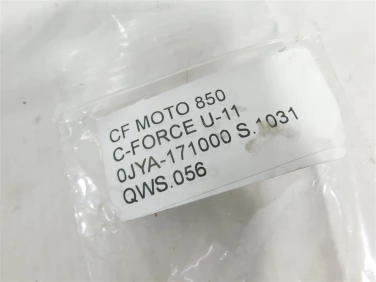 CF MOTO 850
C-FORCE U-11
0JYA-171000 S.1031
QWS.056